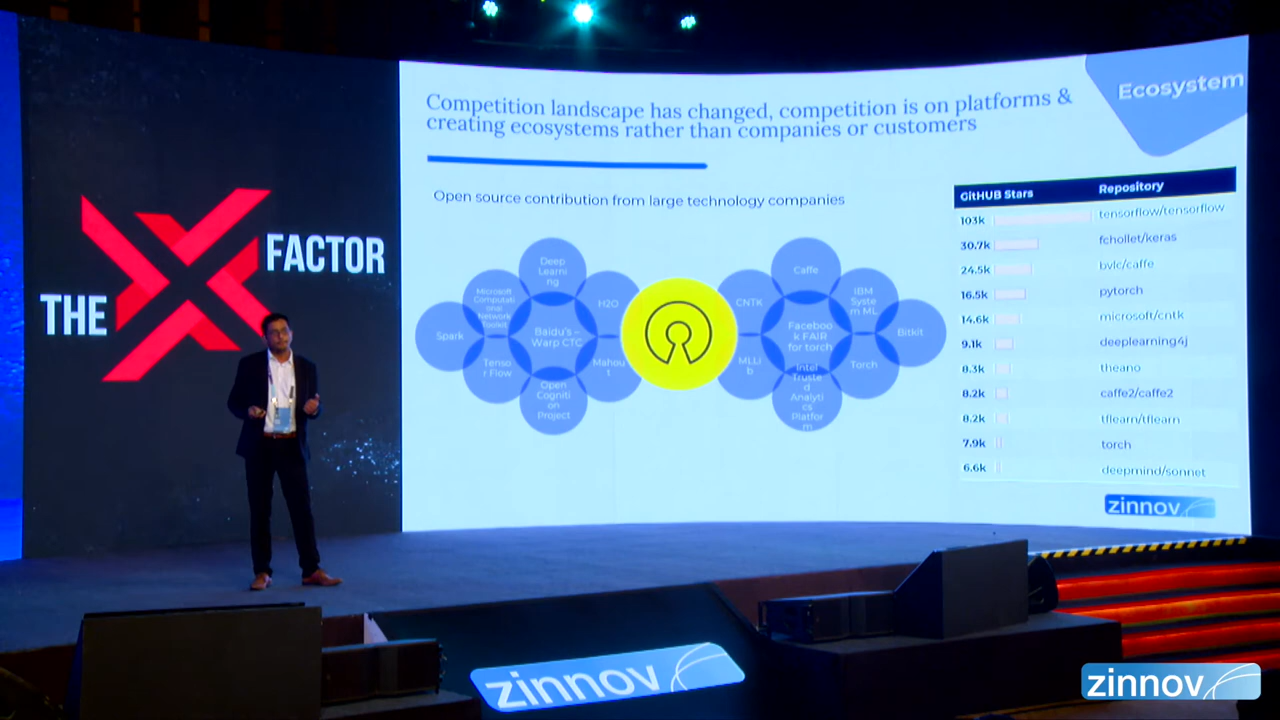 THE
FACTOR
Competition landscape has changed, competition is on platforms &
creating ecosystems rather than companies or customers
Ecosystem
Open source contribution from large technology companies
Spark
Microsoft
Computati
onal
Network
Toolkit
Deep
Learni
ng
H2O
Baidu's –
Warp CTC
Tenso
r Flow
Open
Cogniti
on
Project
Mahou
t
CNTK
Caffe
IBM
Syste
m ML
Faceboo
k FAIR
for torch
Bitkit
MLLi
b
Intel
Truste
d
Analyti
cs
Platfor
m
Torch
GitHUB Stars Repository
103k tensorflow/tensorflow
30.7k fchollet/keras
24.5k bvlc/caffe
16.5k pytorch
14.6k microsoft/cntk
9.1k deeplearning4j
8.3k theano
8.2k caffe2/caffe2
8.2k tflearn/tflearn
7.9k torch
6.6k deepmind/sonnet
zinnov
zinnov
zinnov